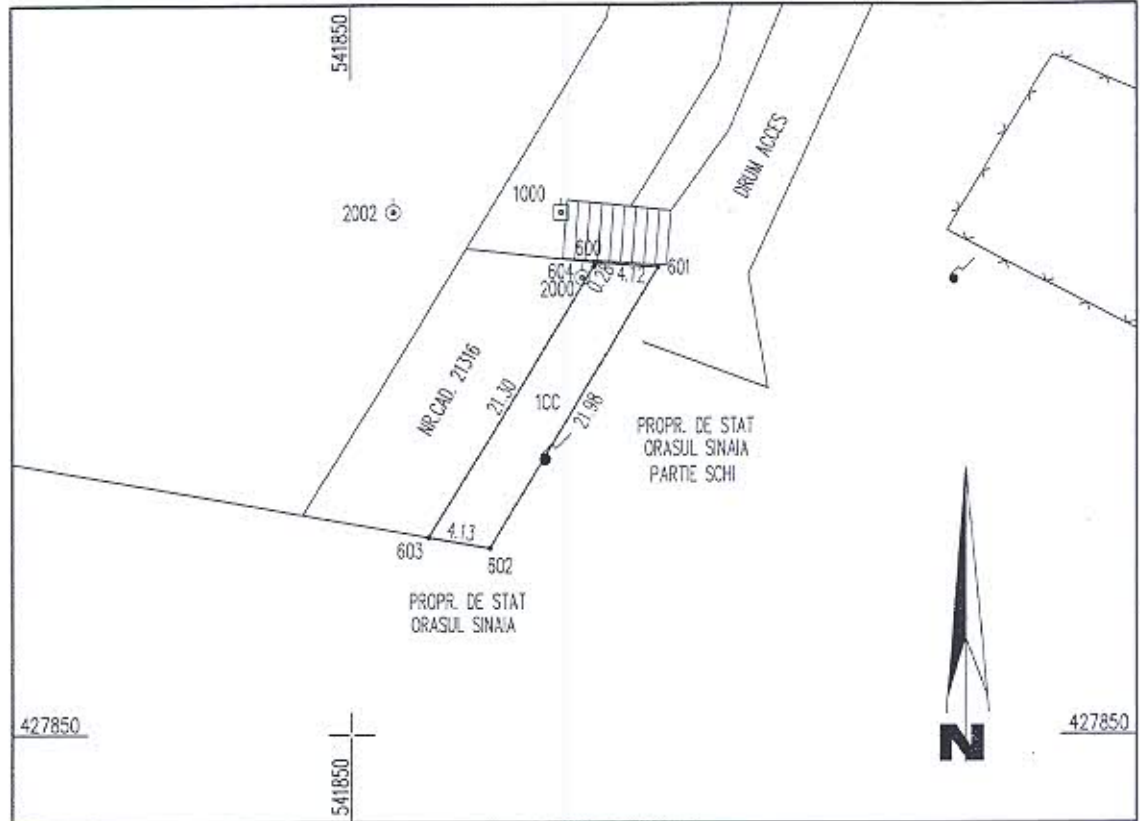 541850
DRUM ACCES
1000
2002
600
601
604
2000
0.28
4.12
NR.CAD. 21316
21.30
1CC
21.98
PROPR. DE STAT
ORASUL SINAIA
PARTIE SCHI
4.13
603
602
PROPR. DE STAT
ORASUL SINAIA
427850
427850
N
541850